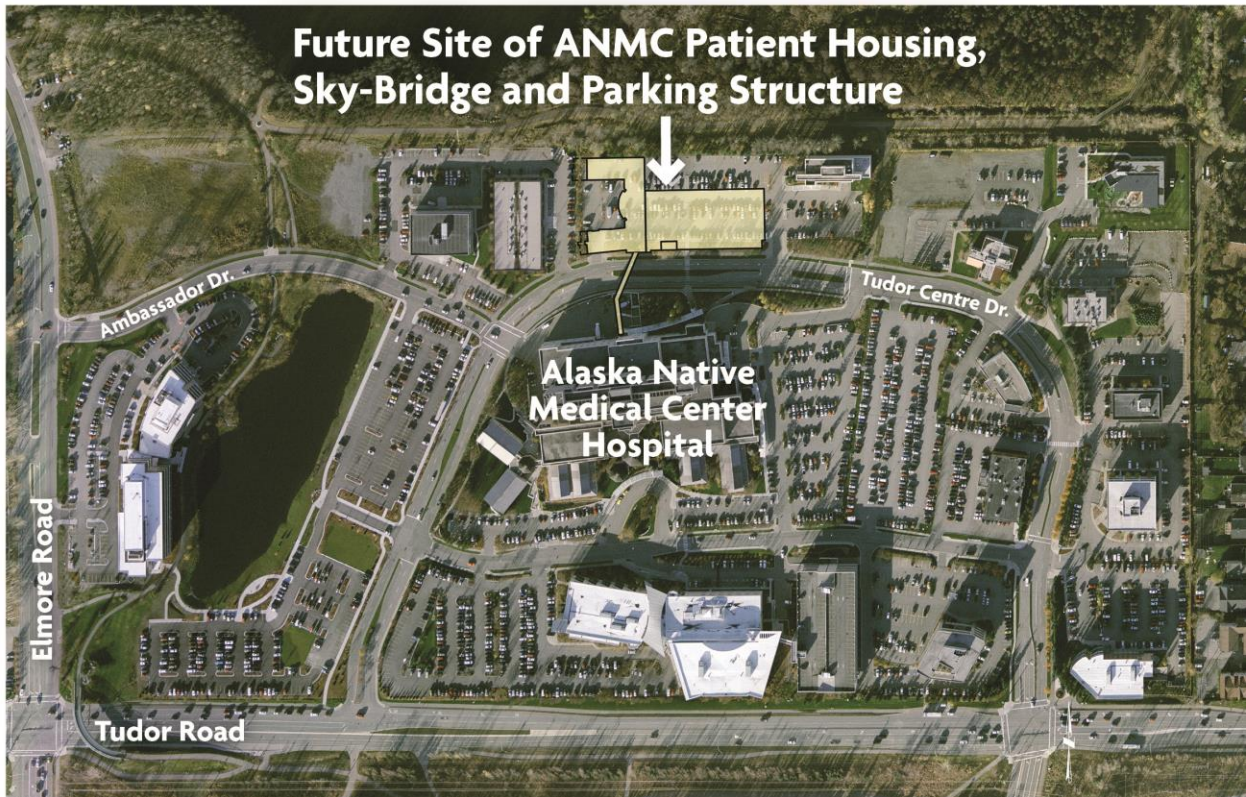 Future Site of ANMC Patient Housing,
Sky-Bridge and Parking Structure
Ambassador Dr.
Tudor Centre Dr.
Alaska Native
Medical Center
Hospital
Elmore Road
Tudor Road